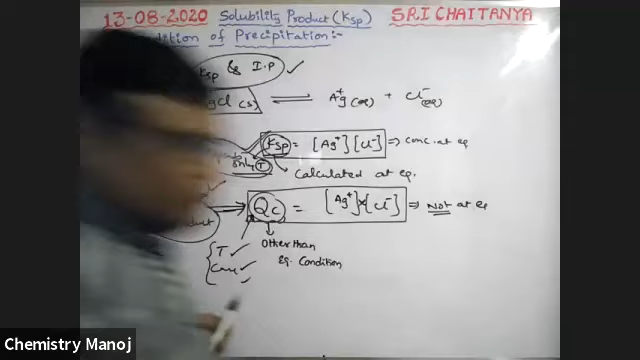 13-08-2020 Solubility Product (Ksp) SRI CHAITANYA
Condition of Precipitation:-
Ksp & I.P ✓
AgCl(s) ⇌ Ag+(aq) + Cl-(aq)
Ksp = [Ag+][Cl-] ⇒ Conc. at eq
only T
Calculated at eq.
Qc = [Ag+]×[Cl-] ⇒ Not at eq
T ✓ Other than
Conc ✓ Eq. Condition
Chemistry Manoj